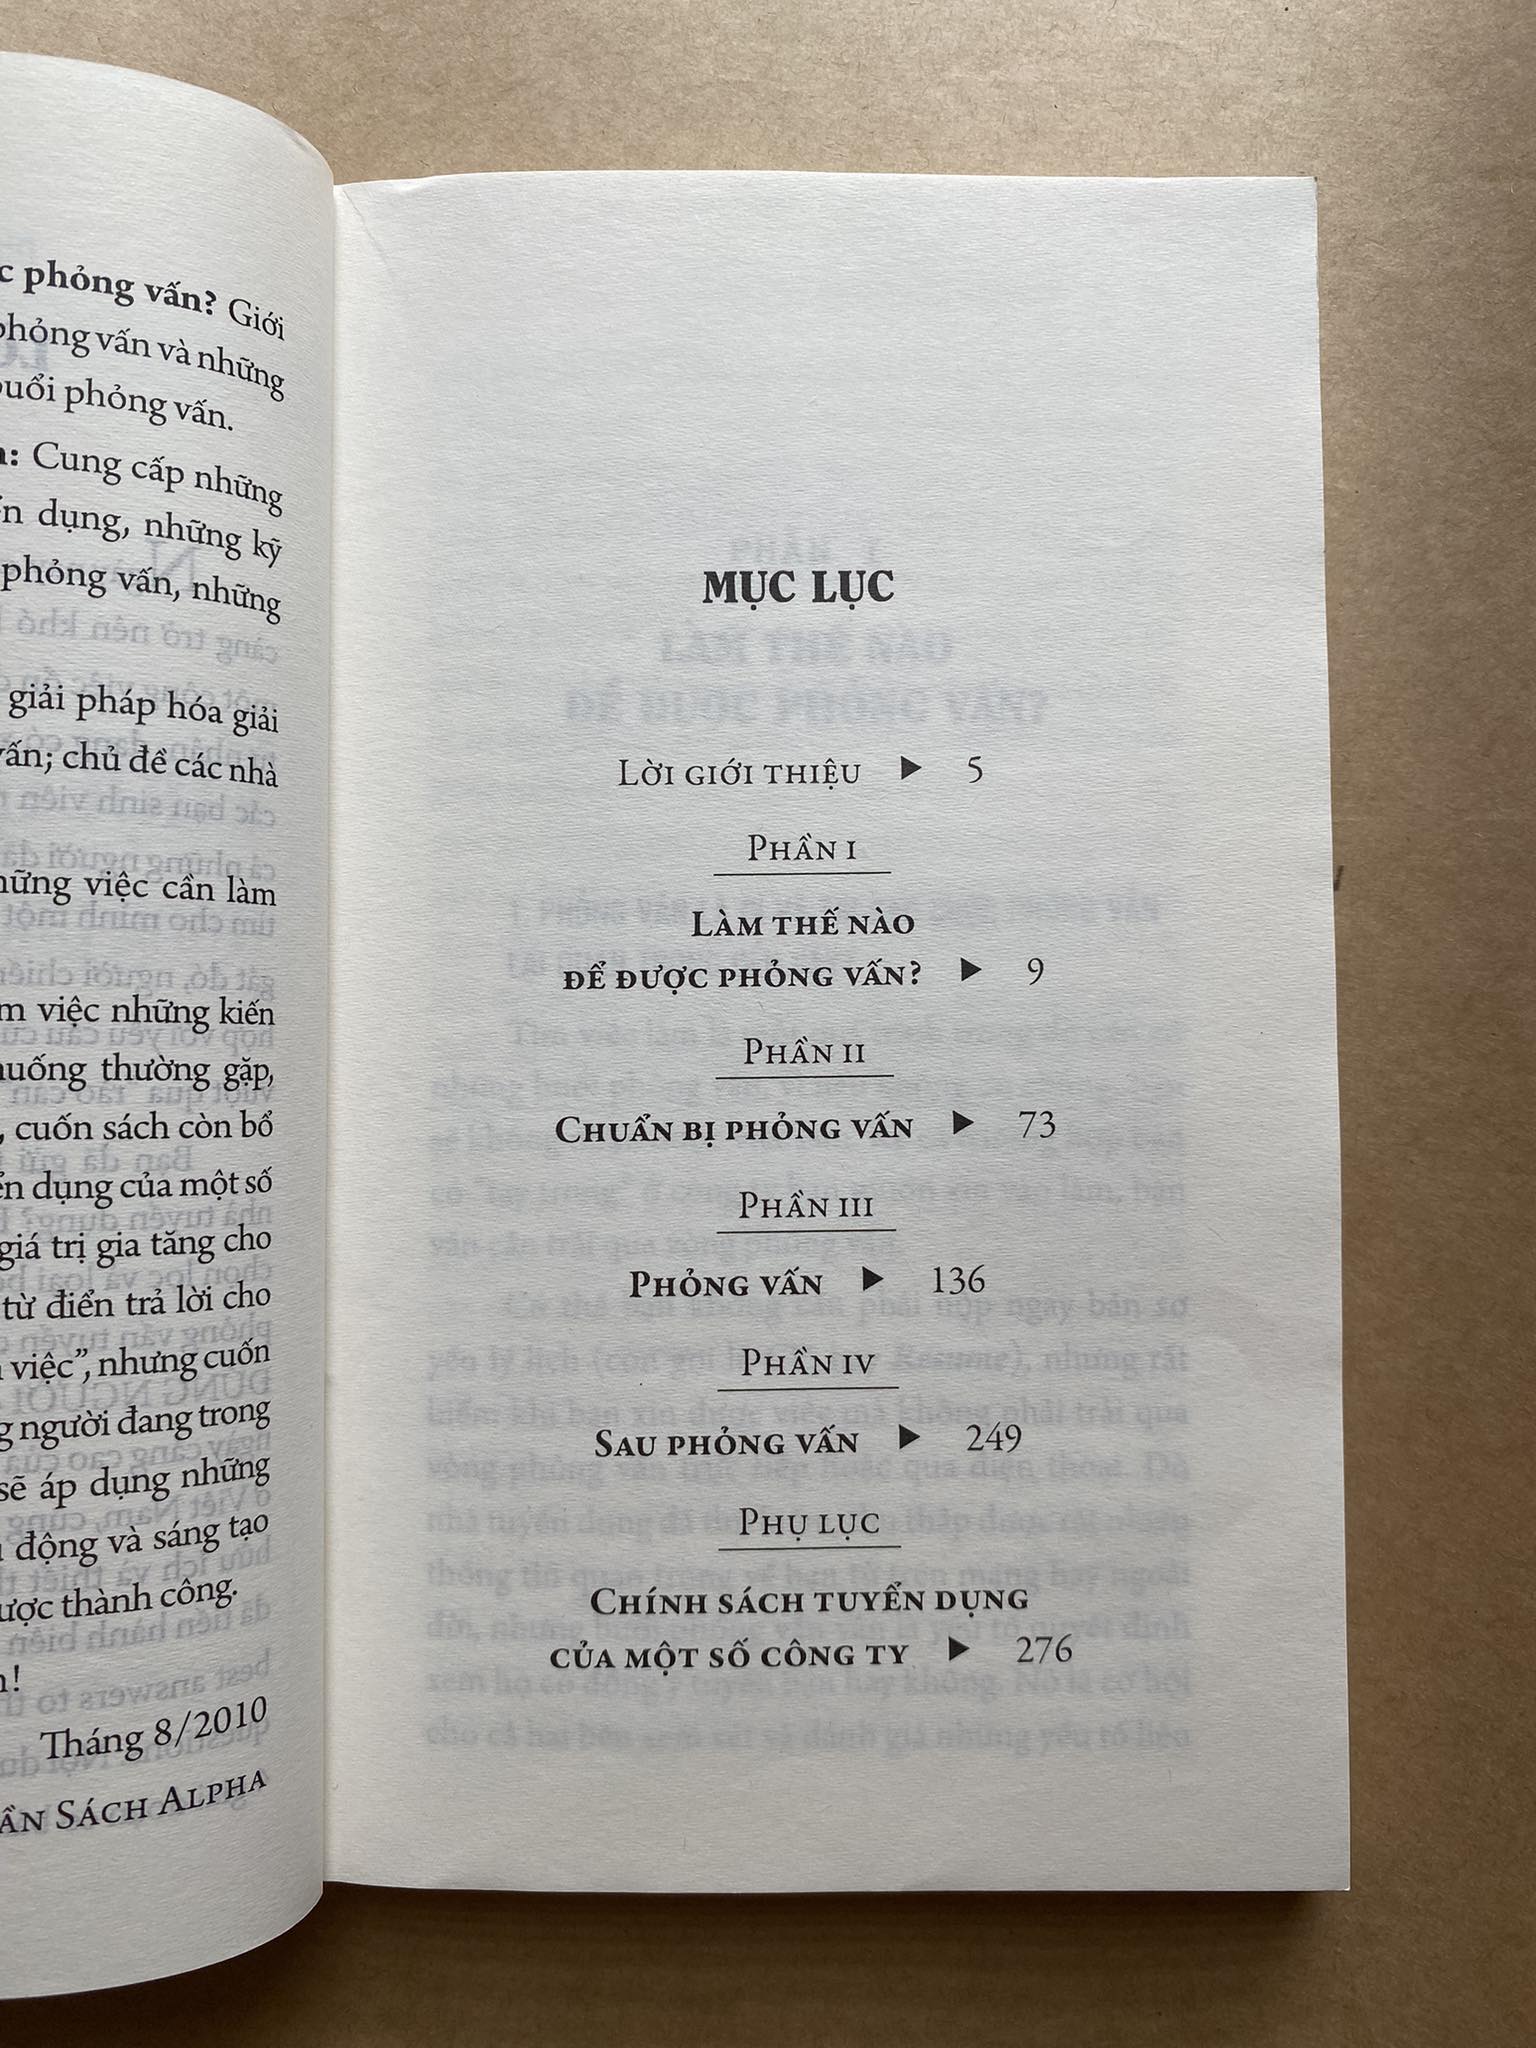 phỏng vấn? Giới
phỏng vấn và những
buổi phỏng vấn.
Cung cấp những
dụng, những kỹ
phỏng vấn, những
giải pháp hóa giải
vấn; chủ đề các nhà
những việc cần làm
việc những kiến
huống thường gặp,
, cuốn sách còn bổ
dụng của một số
giá trị gia tăng cho
từ điển trả lời cho
việc”, nhưng cuốn
người đang trong
sẽ áp dụng những
động và sáng tạo
được thành công.
Tháng 8/2010
Sách Alpha
MỤC LỤC
Lời giới thiệu ▶ 5
Phần I
Làm thế nào
để được phỏng vấn? ▶ 9
Phần II
Chuẩn bị phỏng vấn ▶ 73
Phần III
Phỏng vấn ▶ 136
Phần IV
Sau phỏng vấn ▶ 249
Phụ lục
Chính sách tuyển dụng
của một số công ty ▶ 276